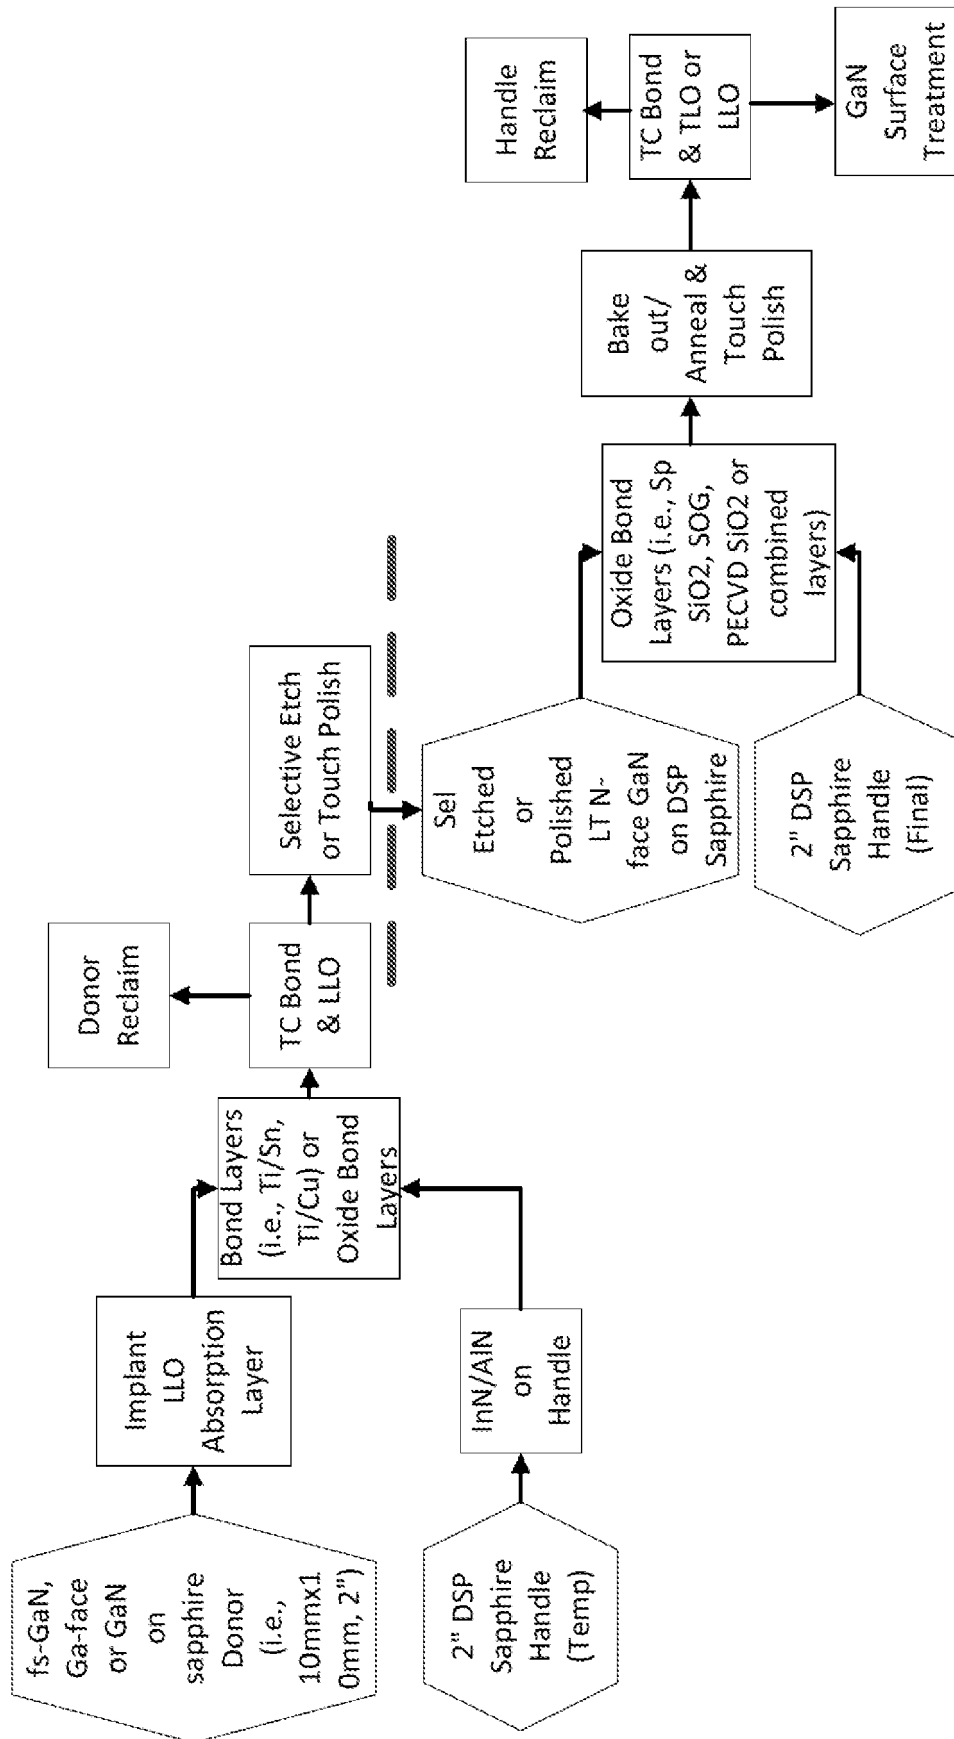 fs-GaN,
Ga-face
or GaN
on
sapphire
Donor
(i.e.,
10mmx1
0mm, 2")
Implant
LLO
Absorption
Layer
2" DSP
Sapphire
Handle
(Temp)
InN/AlN
on
Handle
Bond Layers
(i.e., Ti/Sn,
Ti/Cu) or
Oxide Bond
Layers
TC Bond
& LLO
Donor
Reclaim
Selective Etch
or Touch Polish
Sel
Etched
or
Polished
LT N-
face GaN
on DSP
Sapphire
2" DSP
Sapphire
Handle
(Final)
Oxide Bond
Layers (i.e., Sp
SiO2, SOG,
PECVD SiO2 or
combined
layers)
Bake
out/
Anneal &
Touch
Polish
TC Bond
& TLO or
LLO
Handle
Reclaim
GaN
Surface
Treatment